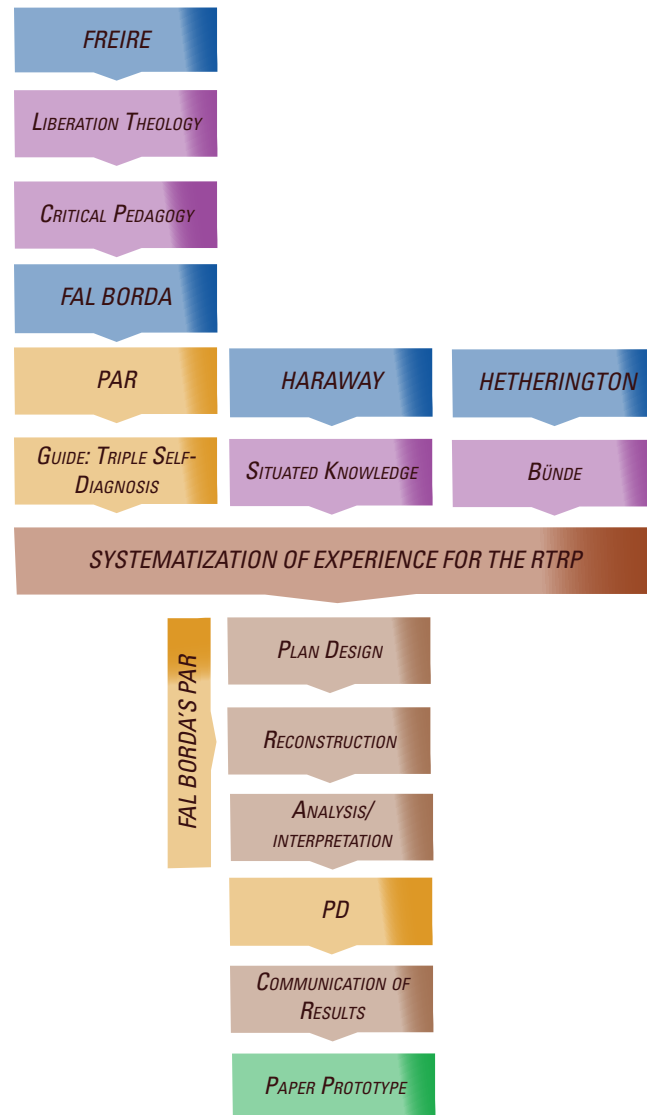 FREIRE
LIBERATION THEOLOGY
CRITICAL PEDAGOGY
FAL BORDA
PAR
HARAWAY
HETHERINGTON
GUIDE: TRIPLE SELF-
DIAGNOSIS
SITUATED KNOWLEDGE
BÜNDE
SYSTEMATIZATION OF EXPERIENCE FOR THE RTRP
FAL BORDA'S PAR
PLAN DESIGN
RECONSTRUCTION
ANALYSIS/
INTERPRETATION
PD
COMMUNICATION OF
RESULTS
PAPER PROTOTYPE